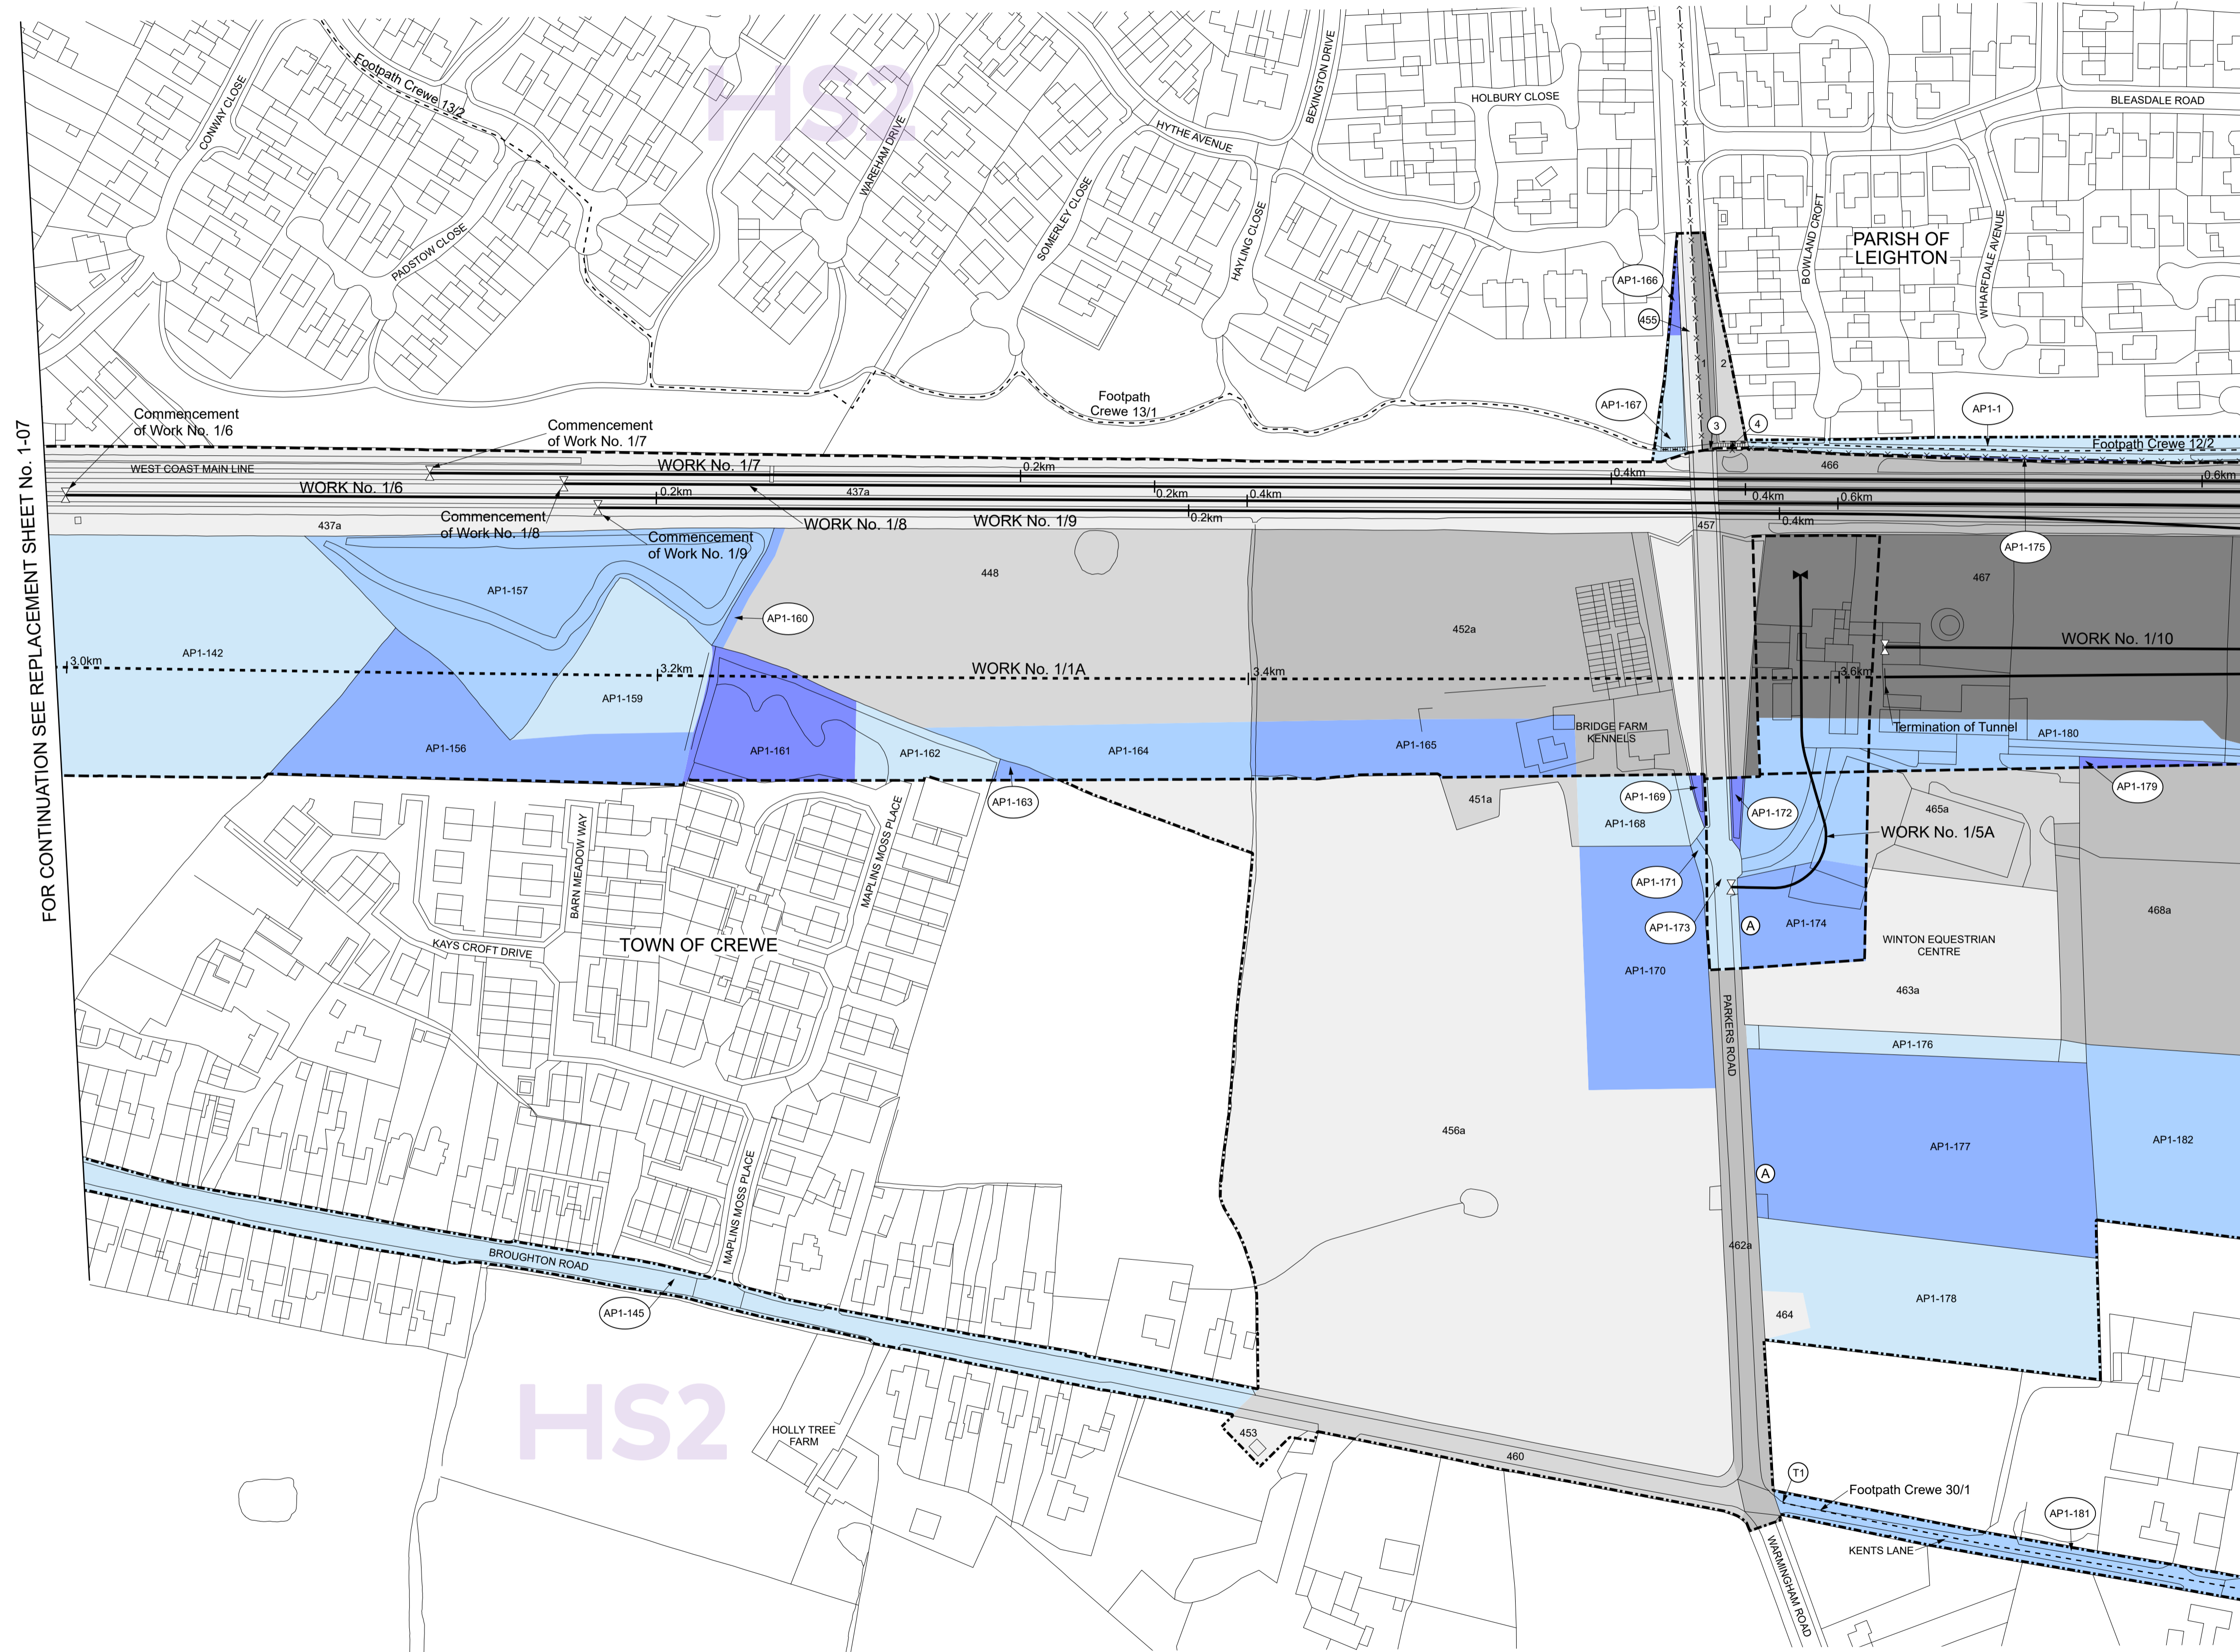 FOR CONTINUATION SEE REPLACEMENT SHEET No. 1-07
HS2
CONWAY CLOSE
Footpath Crewe 13/2
PADSTOW CLOSE
WAREHAM DRIVE
SOMERLEY CLOSE
HYTHE AVENUE
HAYLING CLOSE
BEXINGTON DRIVE
HOLBURY CLOSE
BLEASDALE ROAD
BOWLAND CROFT
WHARFDALE AVENUE
PARISH OF
LEIGHTON
AP1-166
455
1
2
AP1-167
3
4
AP1-1
Footpath Crewe 12/2
Footpath
Crewe 13/1
Commencement
of Work No. 1/6
Commencement
of Work No. 1/7
WEST COAST MAIN LINE
WORK No. 1/7
0.2km
0.4km
466
0.6km
WORK No. 1/6
0.2km
437a
0.2km
0.4km
0.4km
0.6km
437a
Commencement
of Work No. 1/8
WORK No. 1/8
WORK No. 1/9
0.2km
0.4km
457
Commencement
of Work No. 1/9
AP1-175
AP1-157
448
467
AP1-160
452a
AP1-142
WORK No. 1/10
3.0km
3.2km
WORK No. 1/1A
3.4km
3.6km
AP1-159
Termination of Tunnel
AP1-156
AP1-161
AP1-162
AP1-164
AP1-165
BRIDGE FARM
KENNELS
AP1-180
AP1-163
451a
AP1-169
AP1-172
AP1-179
AP1-168
465a
WORK No. 1/5A
AP1-171
AP1-173
A
AP1-174
468a
BARN MEADOW WAY
MAPLINS MOSS PLACE
KAYS CROFT DRIVE
TOWN OF CREWE
WINTON EQUESTRIAN
CENTRE
AP1-170
463a
PARKERS ROAD
AP1-176
456a
AP1-177
AP1-182
A
MAPLINS MOSS PLACE
462a
BROUGHTON ROAD
AP1-145
AP1-178
464
HS2
HOLLY TREE
FARM
453
460
T1
Footpath Crewe 30/1
AP1-181
KENTS LANE
WARMINGHAM ROAD